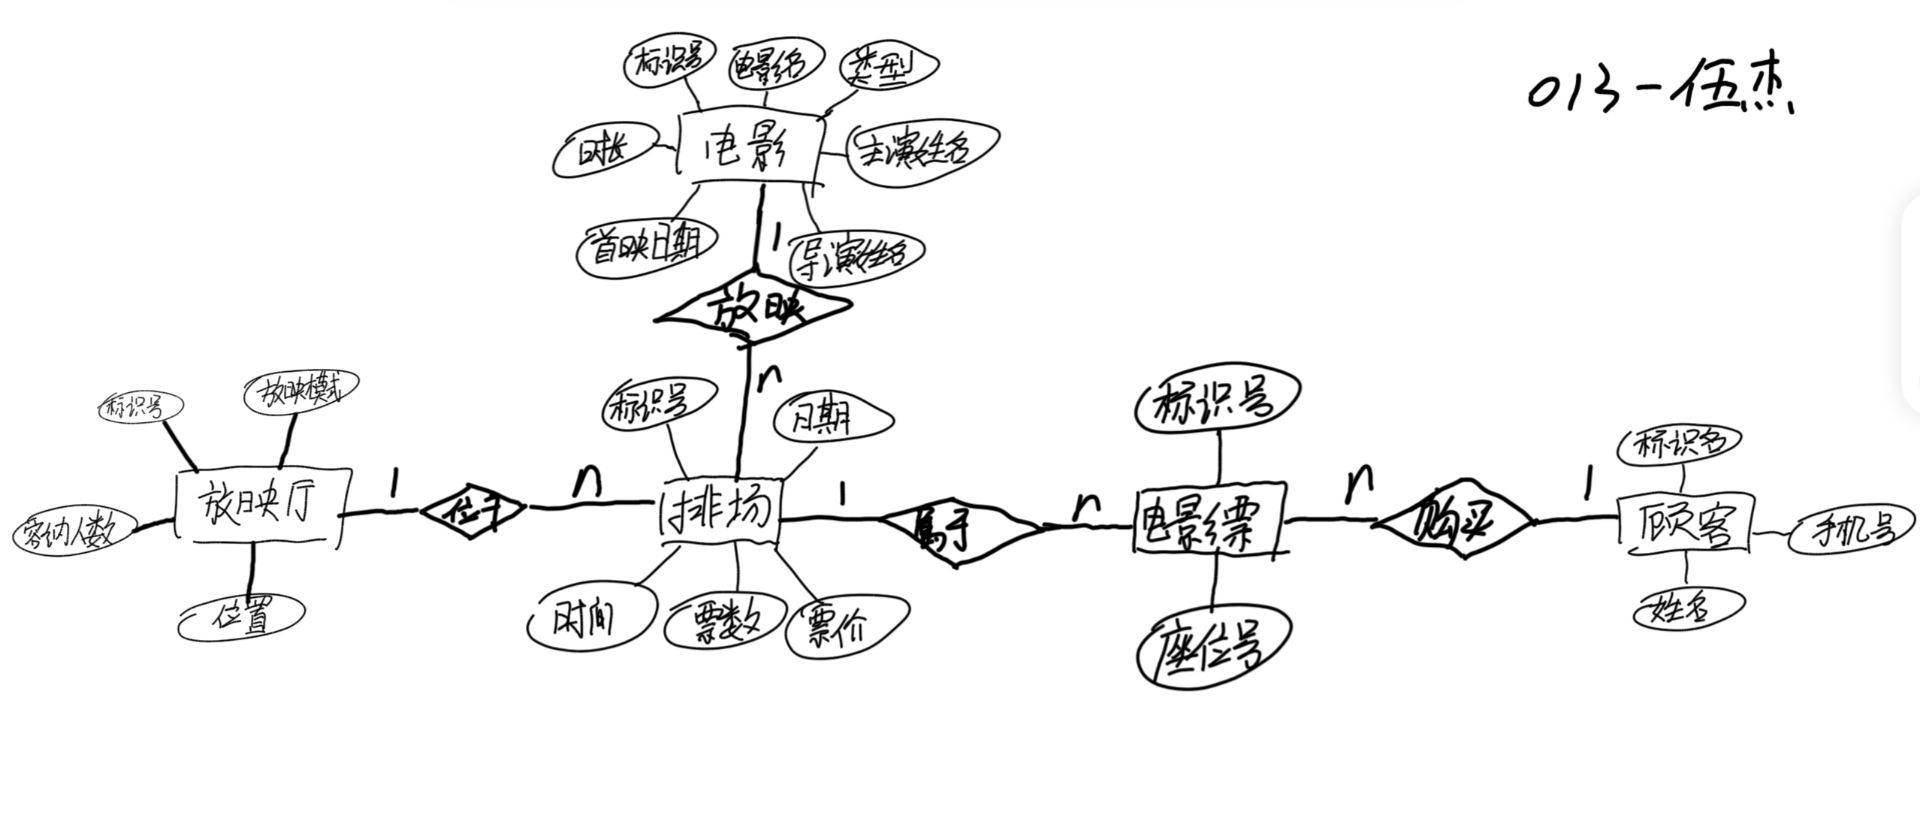 标识号
电影名
类型
013-伍杰
时长
电影
主演姓名
首映日期
1
导演姓名
放映
n
标识号
放映模式
标识号
日期
标识号
标识名
容纳人数
放映厅
1
位于
n
排场
1
属于
n
电影票
n
购买
1
顾客
手机号
位置
时间
票数
票价
座位号
姓名